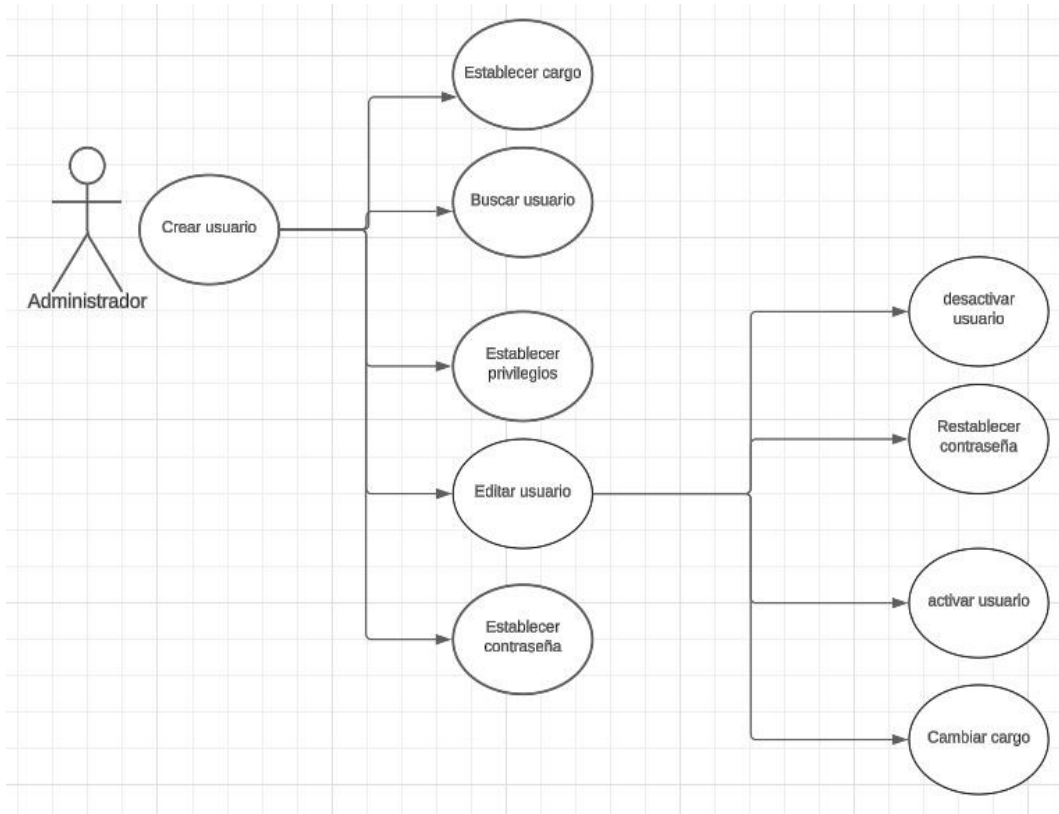 Establecer cargo
Buscar usuario
Crear usuario
Administrador
desactivar
usuario
Establecer
privilegios
Restablecer
contraseña
Editar usuario
activar usuario
Establecer
contraseña
Cambiar cargo